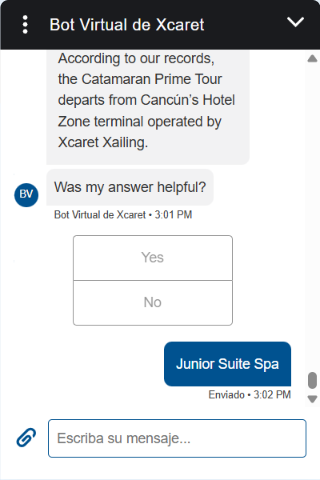 Bot Virtual de Xcaret
According to our records,
the Catamaran Prime Tour
departs from Cancún's Hotel
Zone terminal operated by
Xcaret Xailing.
BV
Was my answer helpful?
Bot Virtual de Xcaret • 3:01 PM
Yes
No
Junior Suite Spa
Enviado • 3:02 PM
Escriba su mensaje...